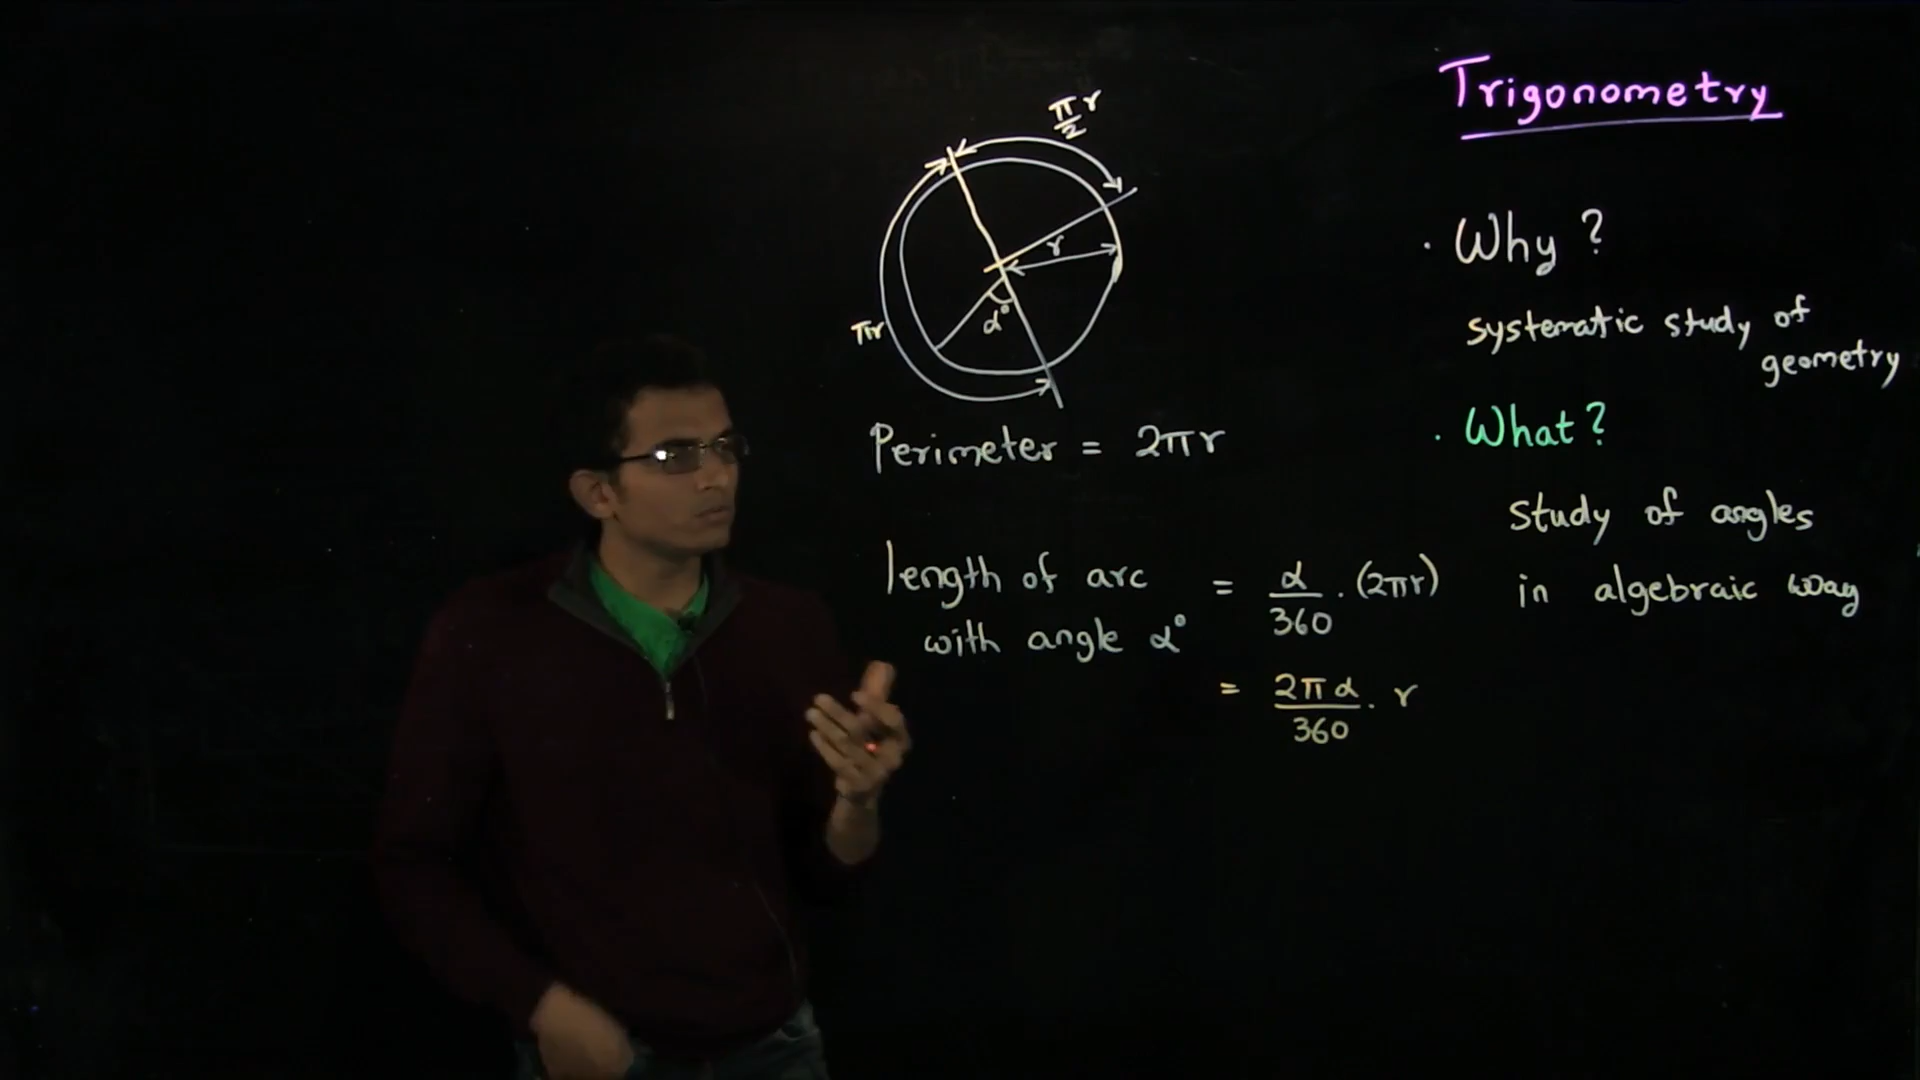 Trigonometry
π/2 r
r
α°
πr
Perimeter = 2πr
length of arc
with angle α°
= α/360 . (2πr)
= 2πα/360 . r
. Why?
systematic study of
geometry
. What?
Study of angles
in algebraic way